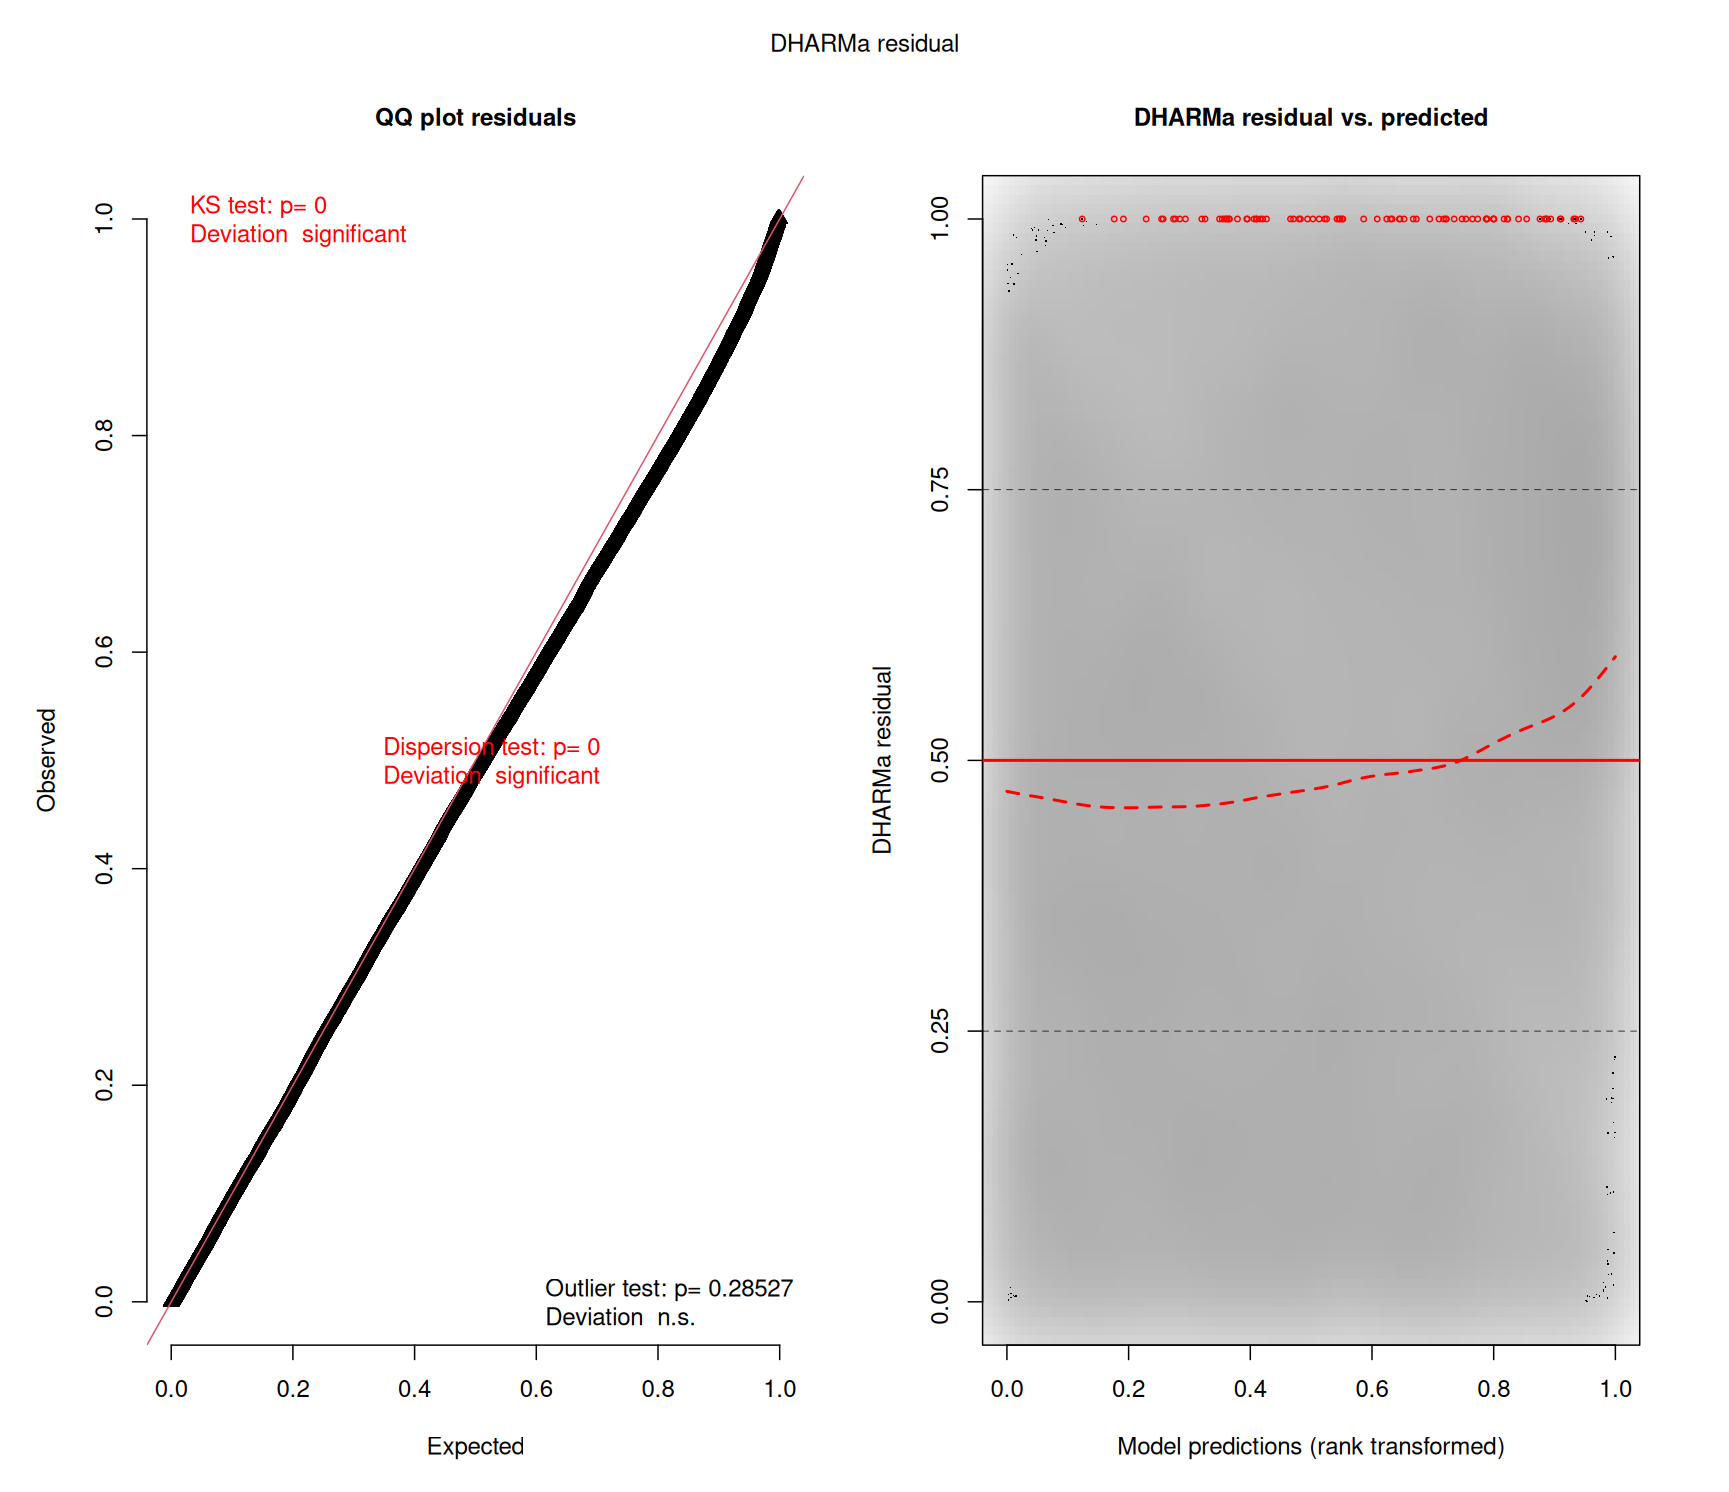 DHARMa residual
QQ plot residuals
KS test: p= 0
Deviation  significant
Dispersion test: p= 0
Deviation  significant
Outlier test: p= 0.28527
Deviation  n.s.
Observed
0.0
0.2
0.4
0.6
0.8
1.0
0.0 0.2 0.4 0.6 0.8 1.0
Expected
DHARMa residual vs. predicted
DHARMa residual
0.00
0.25
0.50
0.75
1.00
0.0 0.2 0.4 0.6 0.8 1.0
Model predictions (rank transformed)